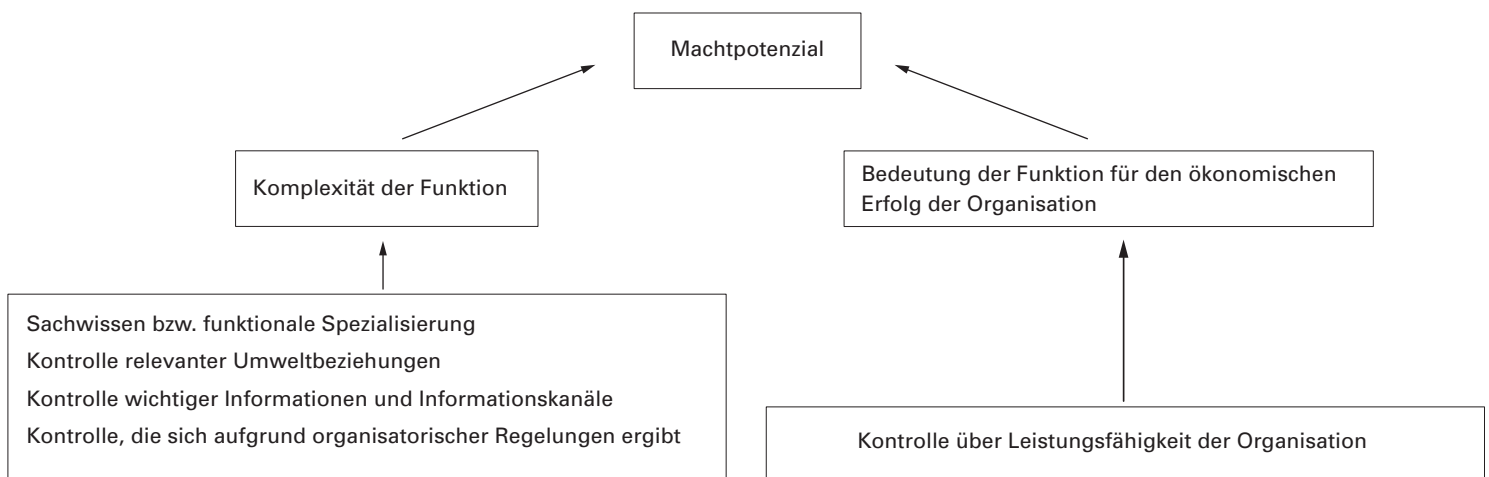 Machtpotenzial
Komplexität der Funktion
Bedeutung der Funktion für den ökonomischen
Erfolg der Organisation
Sachwissen bzw. funktionale Spezialisierung
Kontrolle relevanter Umweltbeziehungen
Kontrolle wichtiger Informationen und Informationskanäle
Kontrolle, die sich aufgrund organisatorischer Regelungen ergibt
Kontrolle über Leistungsfähigkeit der Organisation